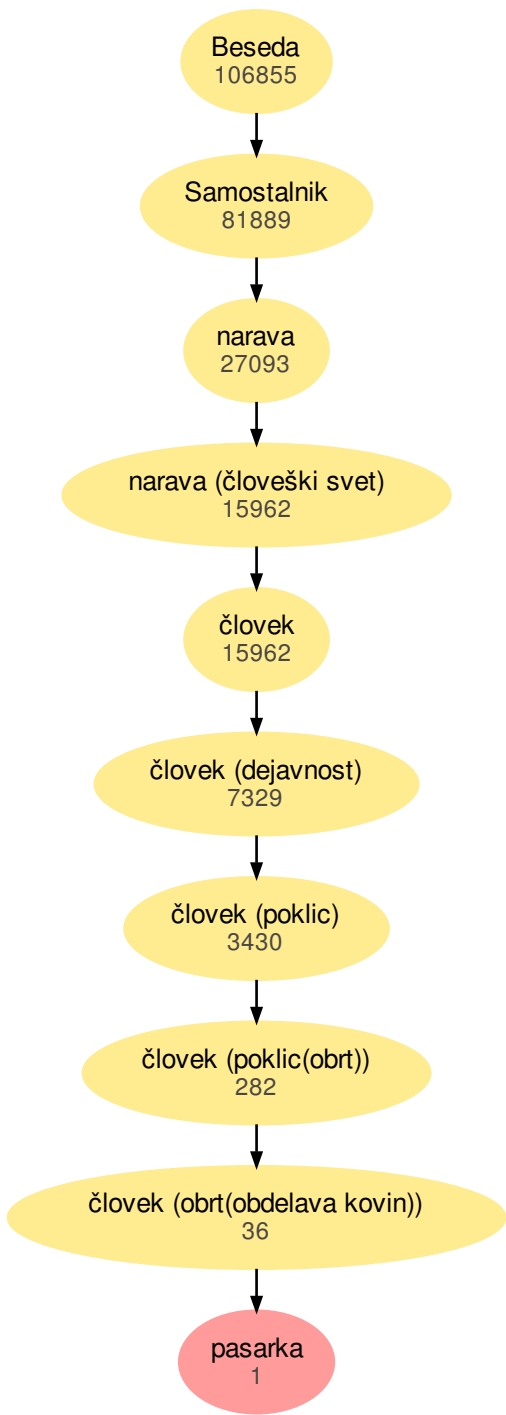 Beseda
106855
Samostalnik
81889
narava
27093
narava (človeški svet)
15962
človek
15962
človek (dejavnost)
7329
človek (poklic)
3430
človek (poklic(obrt))
282
človek (obrt(obdelava kovin))
36
pasarka
1